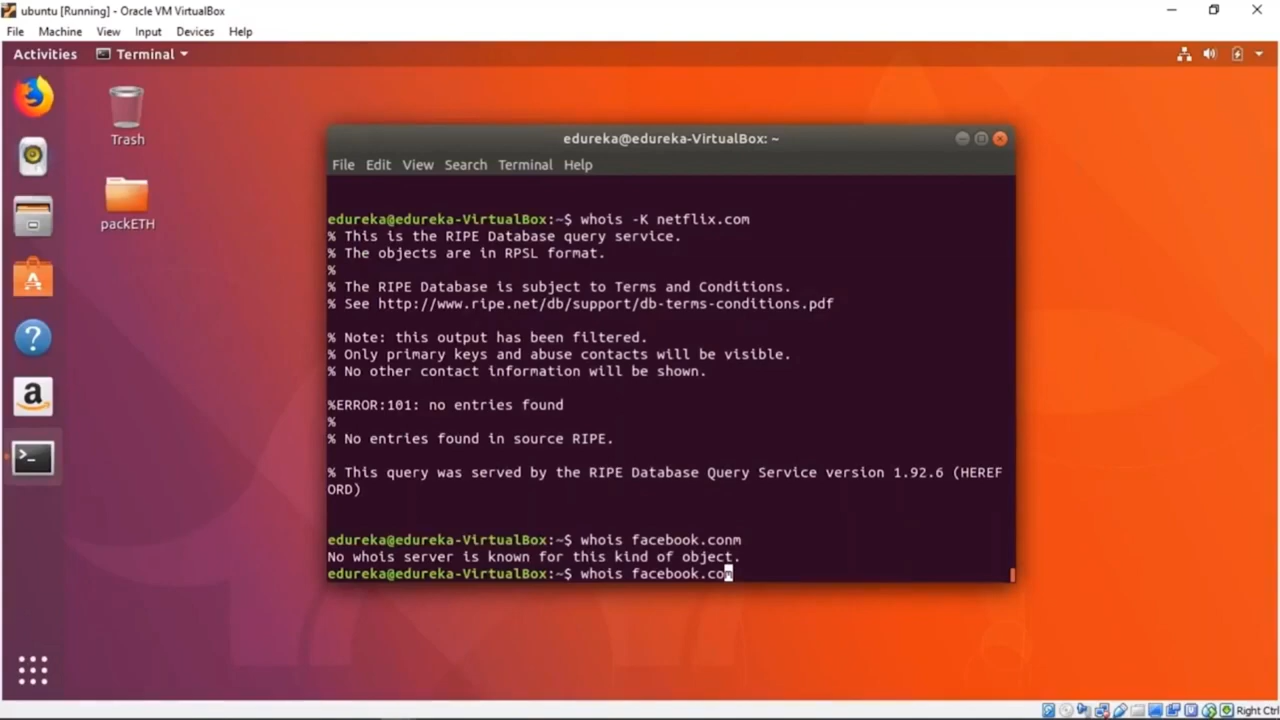 ubuntu [Running] - Oracle VM VirtualBox
File Machine View Input Devices Help
Activities Terminal
Trash
packETH
edureka@edureka-VirtualBox: ~
File Edit View Search Terminal Help
edureka@edureka-VirtualBox:~$ whois -K netflix.com
% This is the RIPE Database query service.
% The objects are in RPSL format.
%
% The RIPE Database is subject to Terms and Conditions.
% See http://www.ripe.net/db/support/db-terms-conditions.pdf
% Note: this output has been filtered.
% Only primary keys and abuse contacts will be visible.
% No other contact information will be shown.
%ERROR:101: no entries found
%
% No entries found in source RIPE.
% This query was served by the RIPE Database Query Service version 1.92.6 (HEREF
ORD)
edureka@edureka-VirtualBox:~$ whois facebook.conm
No whois server is known for this kind of object.
edureka@edureka-VirtualBox:~$ whois facebook.com
Right Ctrl